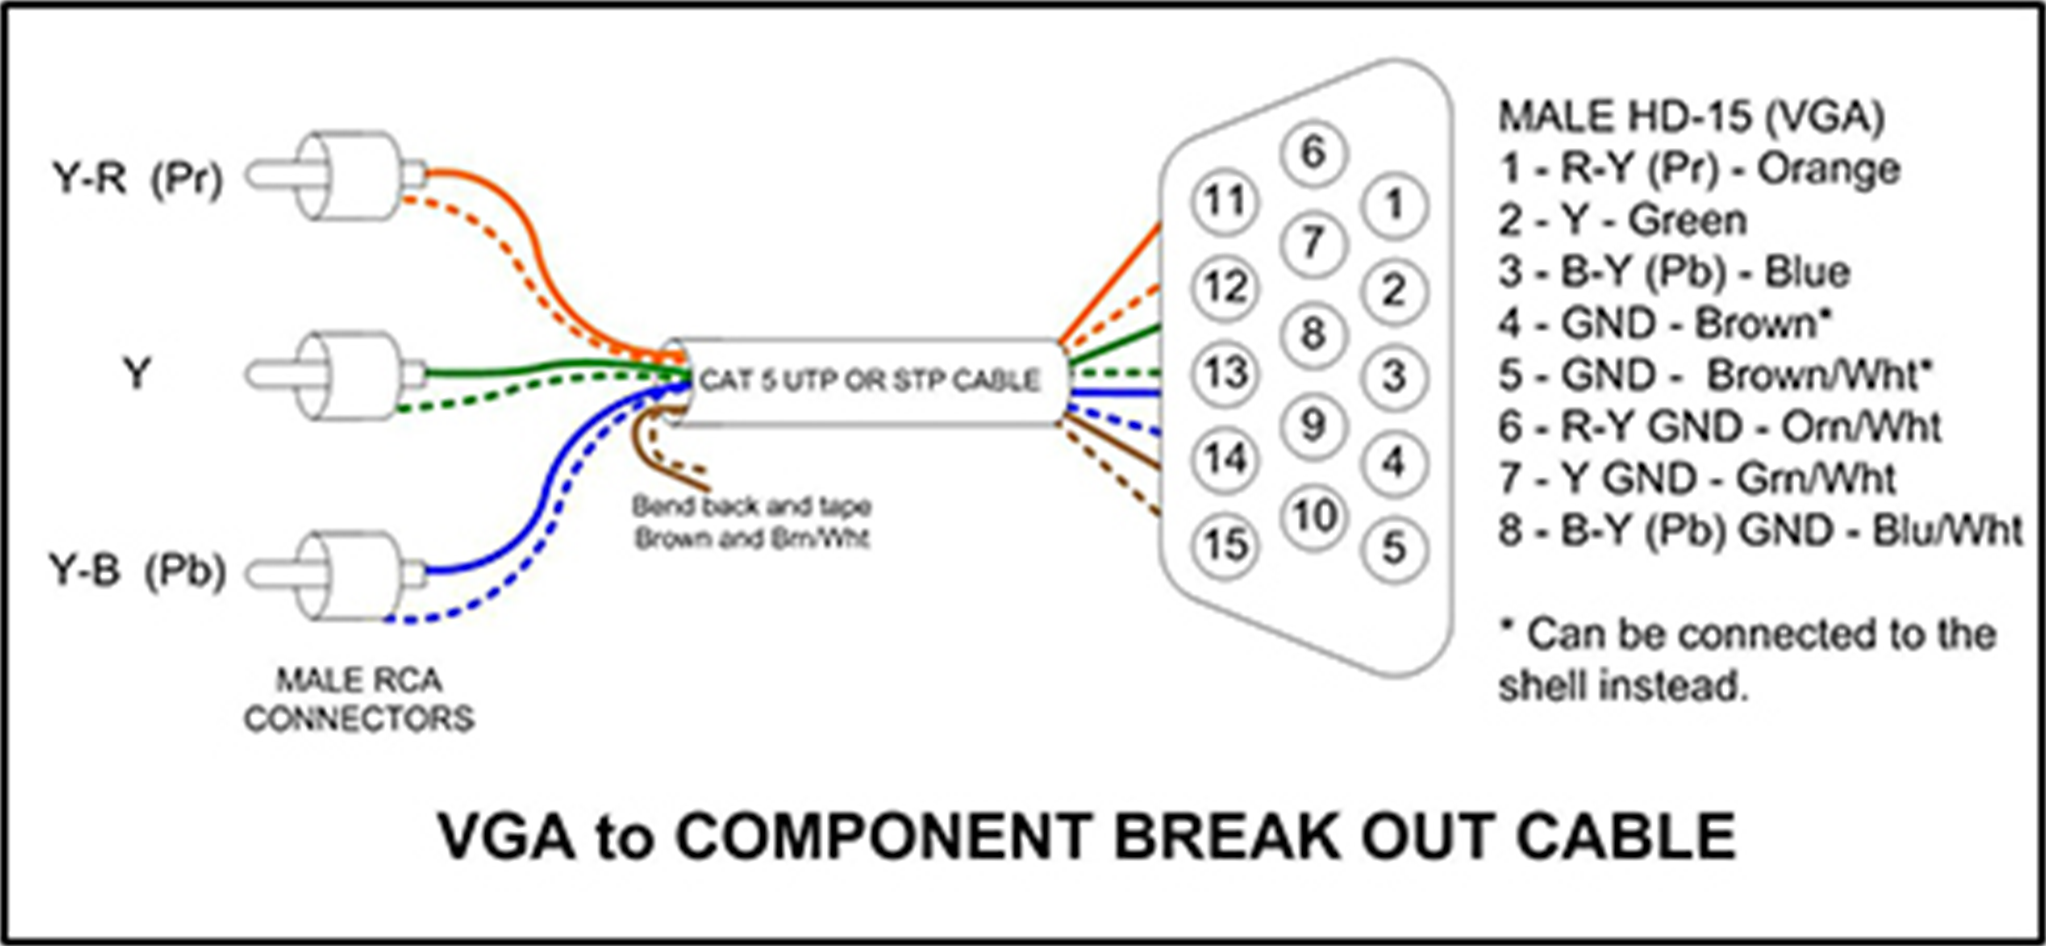 Y-R (Pr)
Y
Y-B (Pb)
MALE RCA
CONNECTORS
CAT 5 UTP OR STP CABLE
Bend back and tape
Brown and Brn/Wht
6
11
1
7
12
2
8
13
3
9
14
4
10
15
5
MALE HD-15 (VGA)
1 - R-Y (Pr) - Orange
2 - Y - Green
3 - B-Y (Pb) - Blue
4 - GND - Brown*
5 - GND - Brown/Wht*
6 - R-Y GND - Orn/Wht
7 - Y GND - Grn/Wht
8 - B-Y (Pb) GND - Blu/Wht
* Can be connected to the
shell instead.
VGA to COMPONENT BREAK OUT CABLE